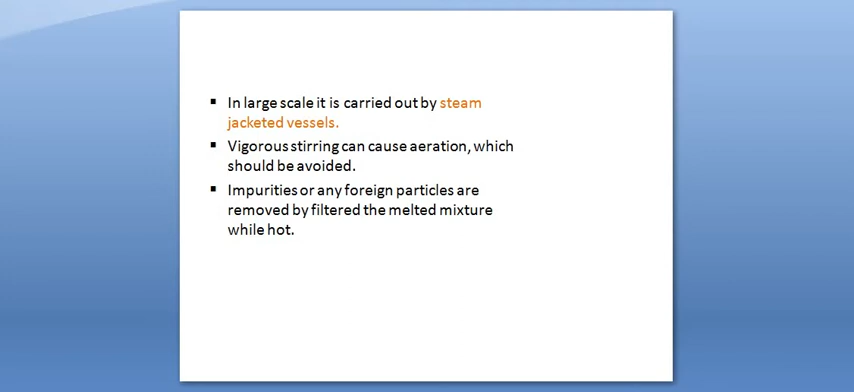 ▪ In large scale it is carried out by steam
jacketed vessels.
▪ Vigorous stirring can cause aeration, which
should be avoided.
▪ Impurities or any foreign particles are
removed by filtered the melted mixture
while hot.